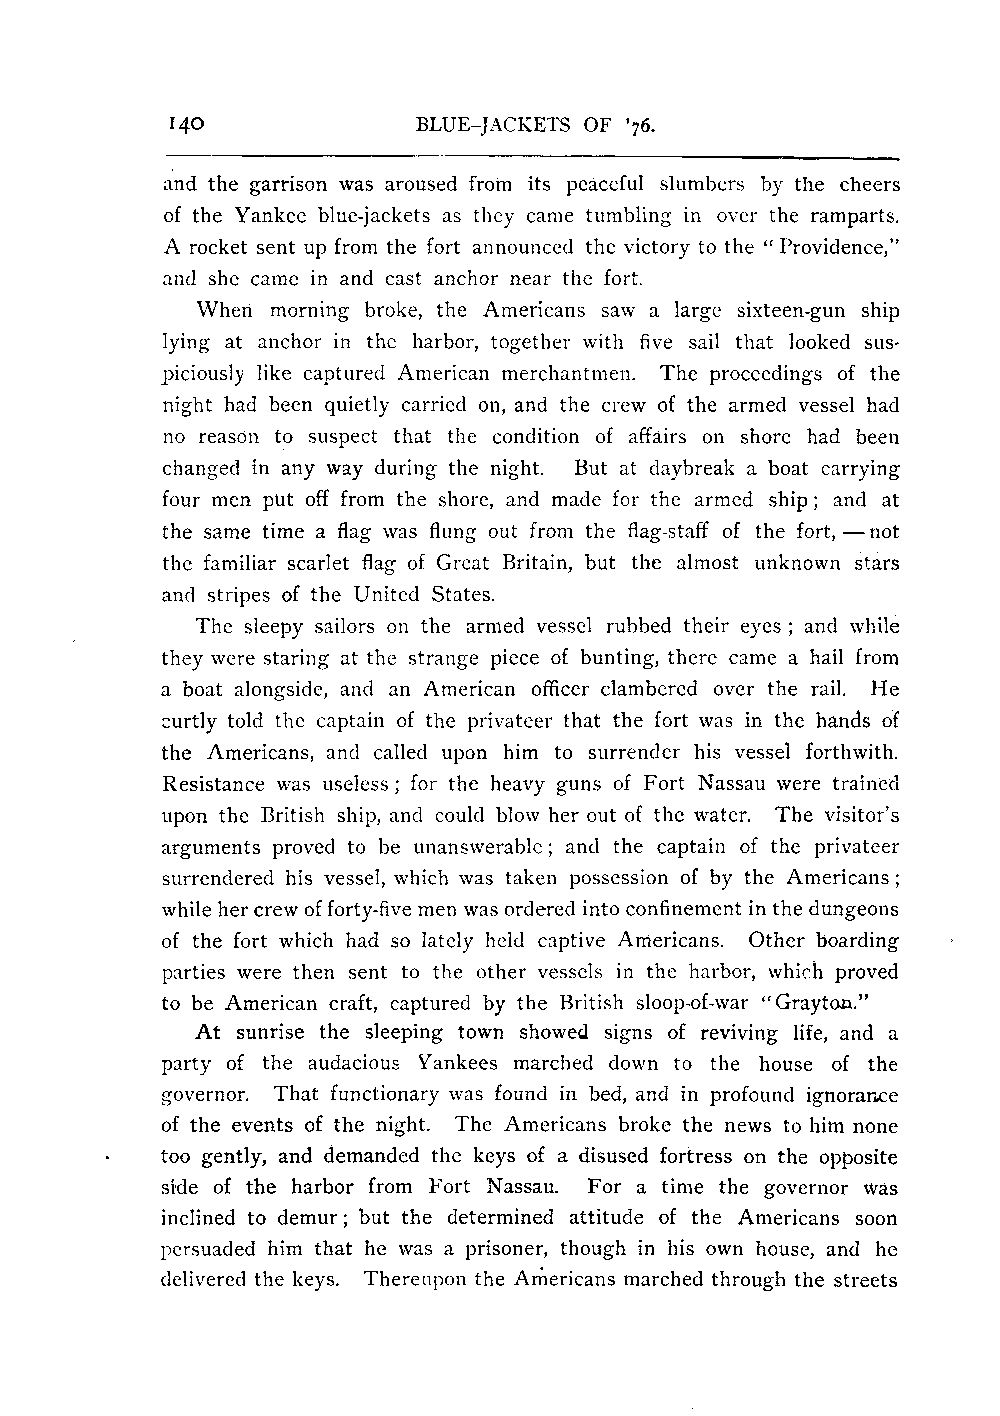 140 BLUE-JACKETS OF '76.
and the garrison was aroused from its peaceful slumbers by the cheers
of the Yankee blue-jackets as they came tumbling in over the ramparts.
A rocket sent up from the fort announced the victory to the "Providence,"
and she came in and cast anchor near the fort.
When morning broke, the Americans saw a large sixteen-gun ship
lying at anchor in the harbor, together with five sail that looked sus-
piciously like captured American merchantmen. The proceedings of the
night had been quietly carried on, and the crew of the armed vessel had
no reason to suspect that the condition of affairs on shore had been
changed in any way during the night. But at daybreak a boat carrying
four men put off from the shore, and made for the armed ship; and at
the same time a flag was flung out from the flag-staff of the fort, — not
the familiar scarlet flag of Great Britain, but the almost unknown stars
and stripes of the United States.
The sleepy sailors on the armed vessel rubbed their eyes; and while
they were staring at the strange piece of bunting, there came a hail from
a boat alongside, and an American officer clambered over the rail. He
curtly told the captain of the privateer that the fort was in the hands of
the Americans, and called upon him to surrender his vessel forthwith.
Resistance was useless; for the heavy guns of Fort Nassau were trained
upon the British ship, and could blow her out of the water. The visitor's
arguments proved to be unanswerable; and the captain of the privateer
surrendered his vessel, which was taken possession of by the Americans;
while her crew of forty-five men was ordered into confinement in the dungeons
of the fort which had so lately held captive Americans. Other boarding
parties were then sent to the other vessels in the harbor, which proved
to be American craft, captured by the British sloop-of-war "Grayton."
At sunrise the sleeping town showed signs of reviving life, and a
party of the audacious Yankees marched down to the house of the
governor. That functionary was found in bed, and in profound ignorance
of the events of the night. The Americans broke the news to him none
too gently, and demanded the keys of a disused fortress on the opposite
side of the harbor from Fort Nassau. For a time the governor was
inclined to demur; but the determined attitude of the Americans soon
persuaded him that he was a prisoner, though in his own house, and he
delivered the keys. Thereupon the Americans marched through the streets